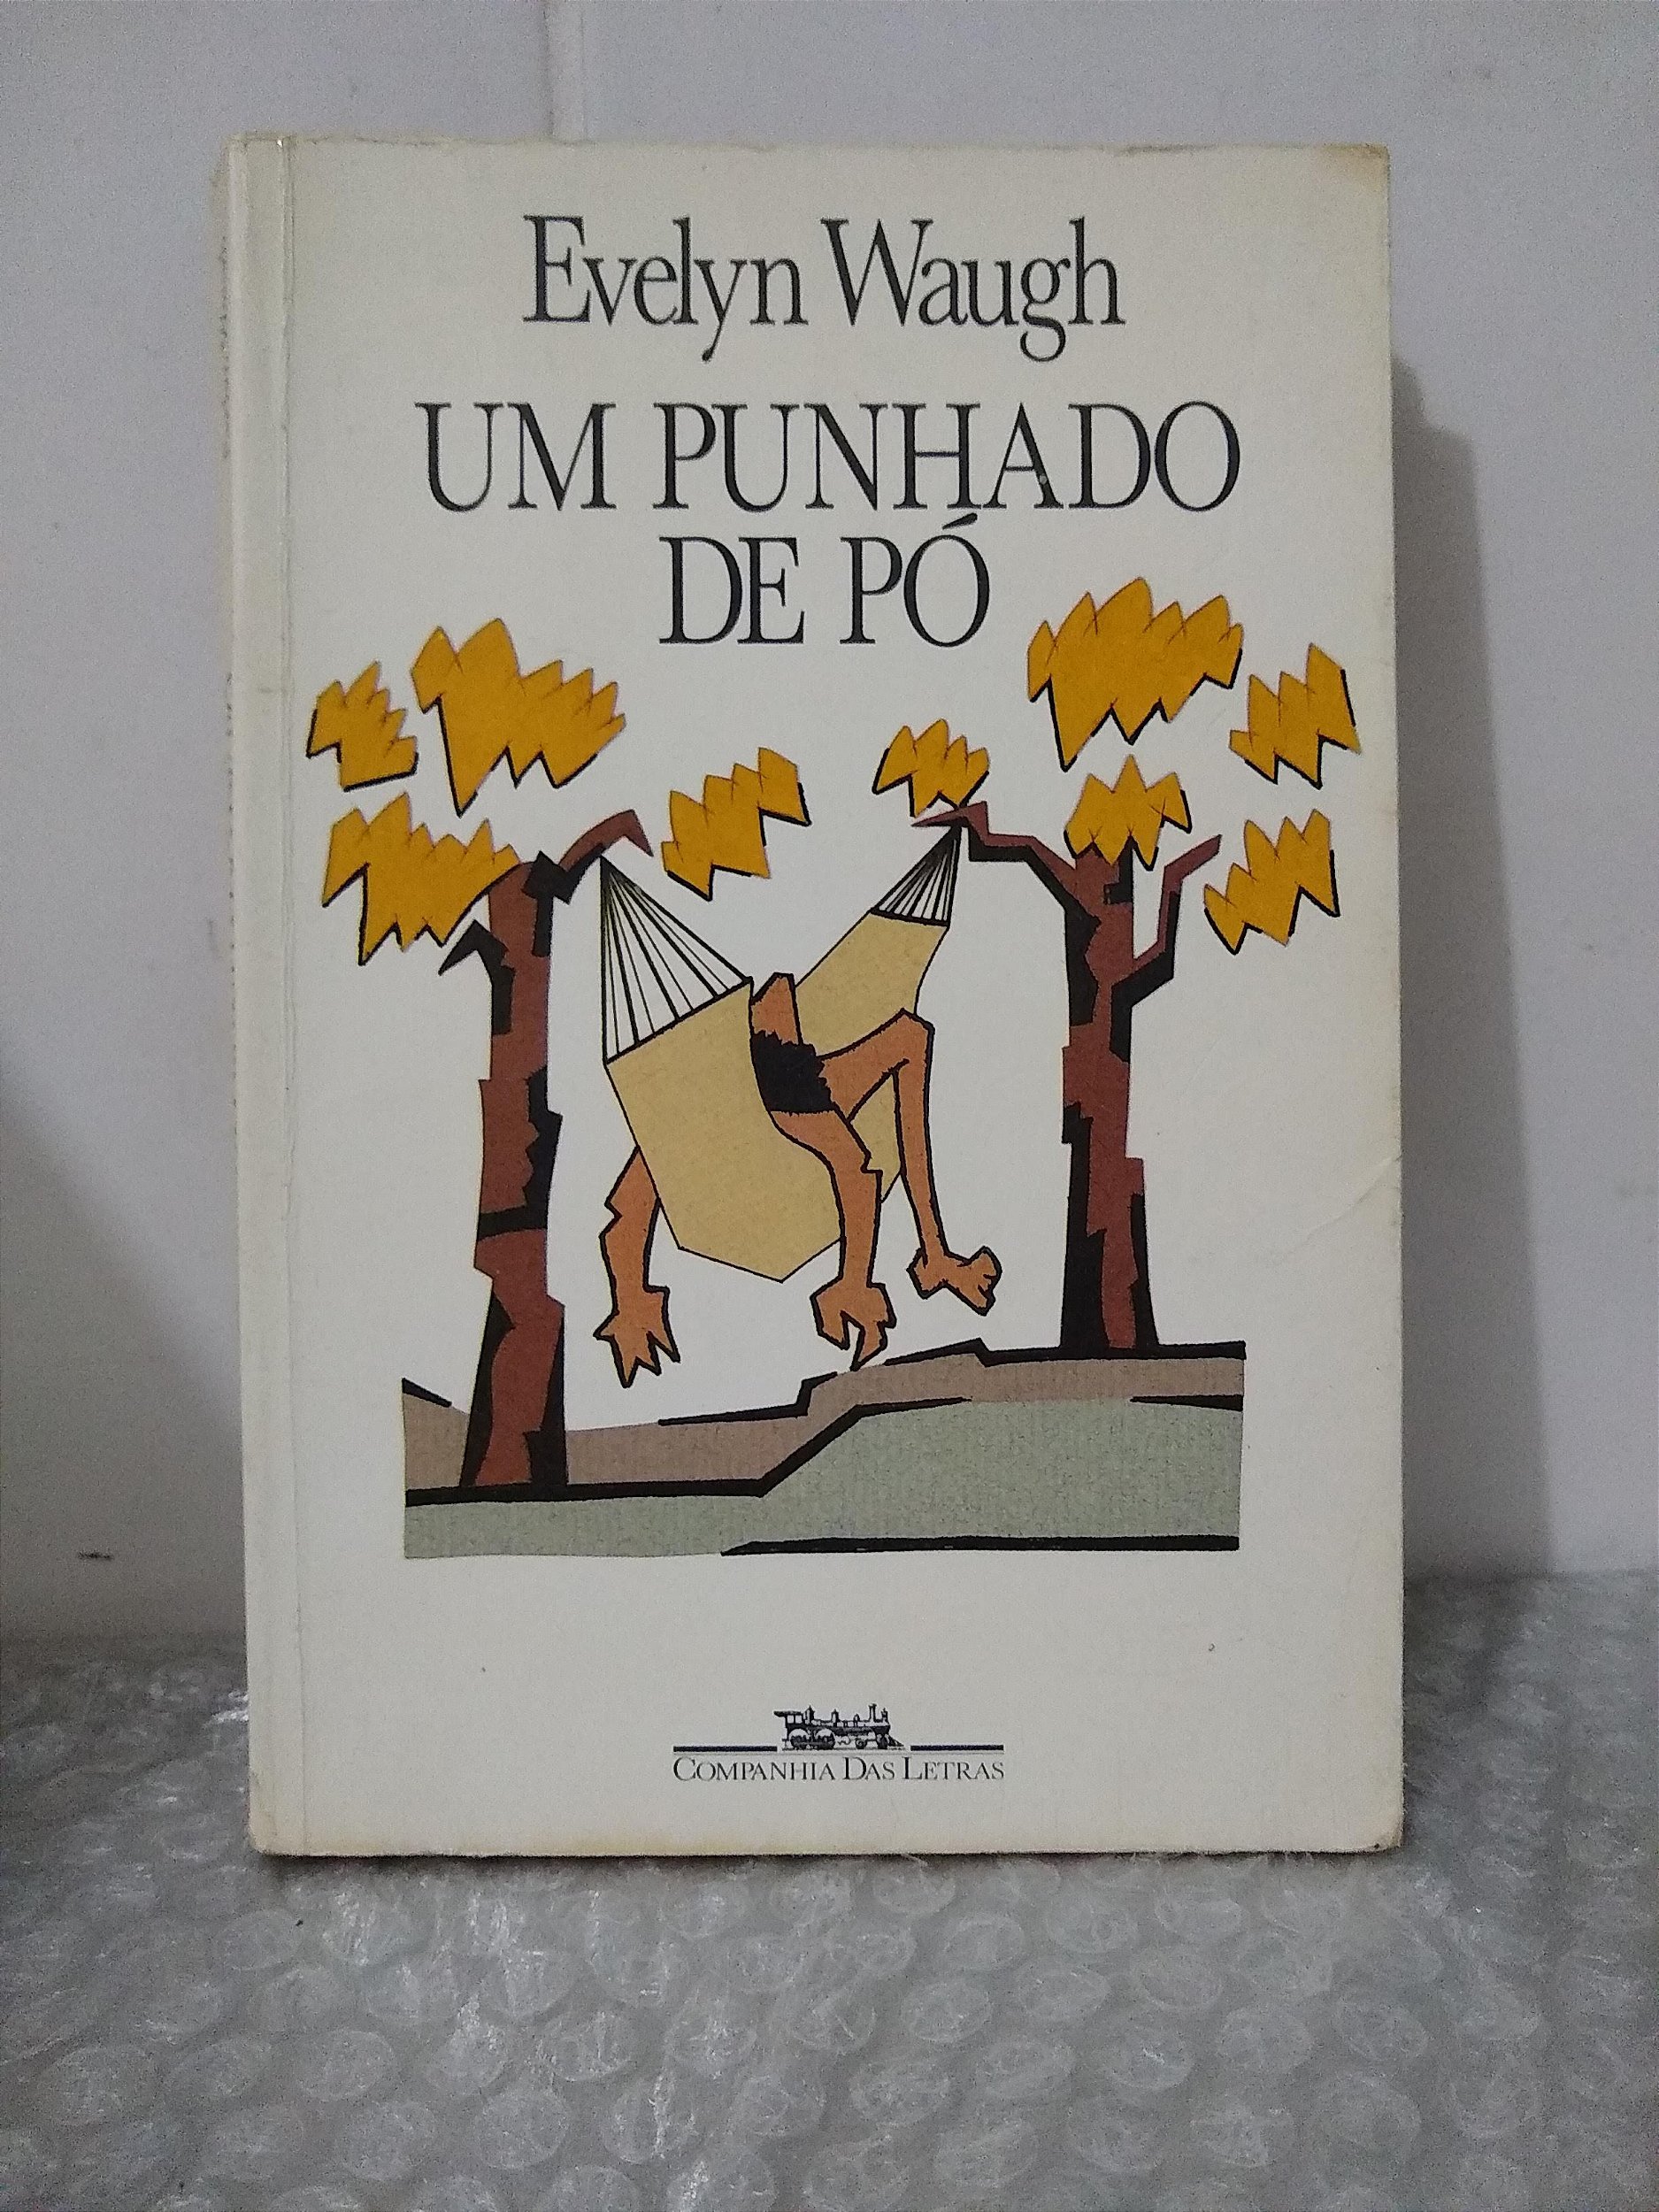 Evelyn Waugh
UM PUNHADO
DE PÓ
COMPANHIA DAS LETRAS